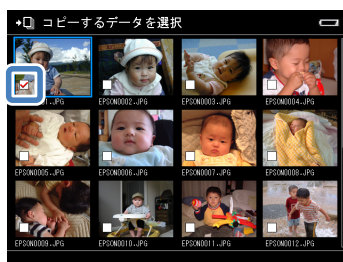 コピーするデータを選択
.JPG
EPSON0002.JPG
EPSON0003.JPG
EPSON0004.JPG
EPSON0005.JPG
EPSON0006.JPG
EPSON0007.JPG
EPSON0008.JPG
EPSON0009.JPG
EPSON0010.JPG
EPSON0011.JPG
EPSON0012.JPG